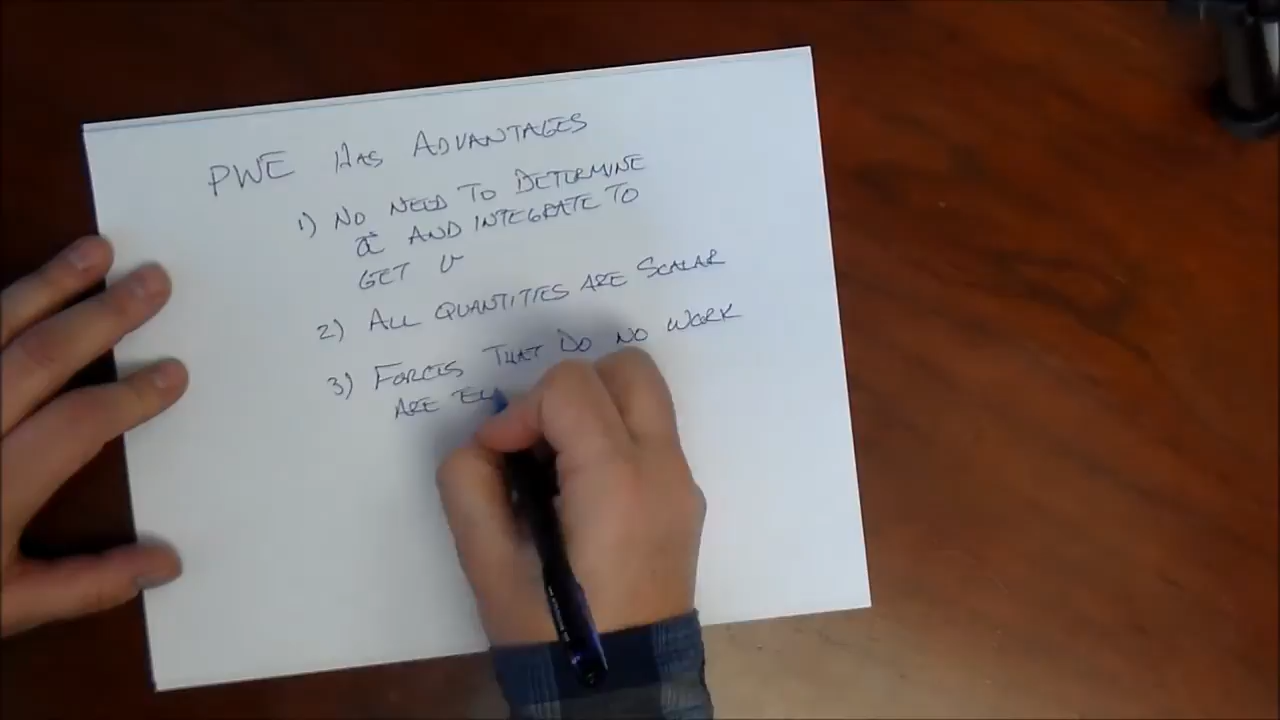 PWE HAS ADVANTAGES
1) NO NEED TO DETERMINE
a⃗ AND INTEGRATE TO
GET v
2) ALL QUANTITIES ARE SCALAR
3) FORCES THAT DO NO WORK
ARE EL